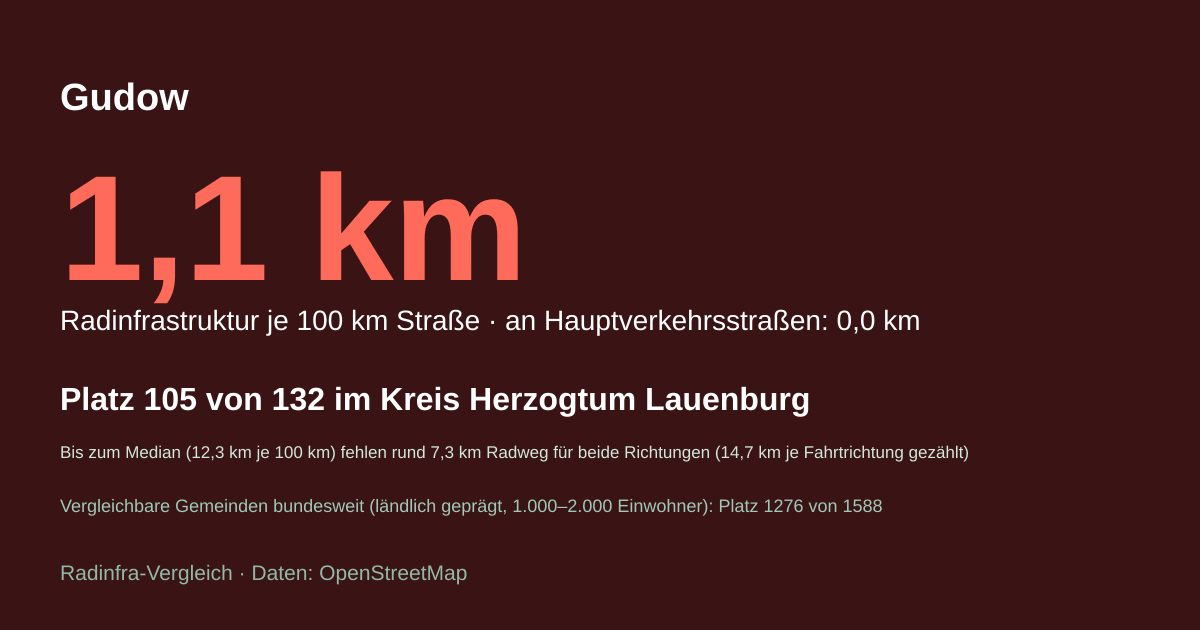 Gudow
1,1 km
Radinfrastruktur je 100 km Straße · an Hauptverkehrsstraßen: 0,0 km
Platz 105 von 132 im Kreis Herzogtum Lauenburg
Bis zum Median (12,3 km je 100 km) fehlen rund 7,3 km Radweg für beide Richtungen (14,7 km je Fahrtrichtung gezählt)
Vergleichbare Gemeinden bundesweit (ländlich geprägt, 1.000–2.000 Einwohner): Platz 1276 von 1588
Radinfra-Vergleich · Daten: OpenStreetMap